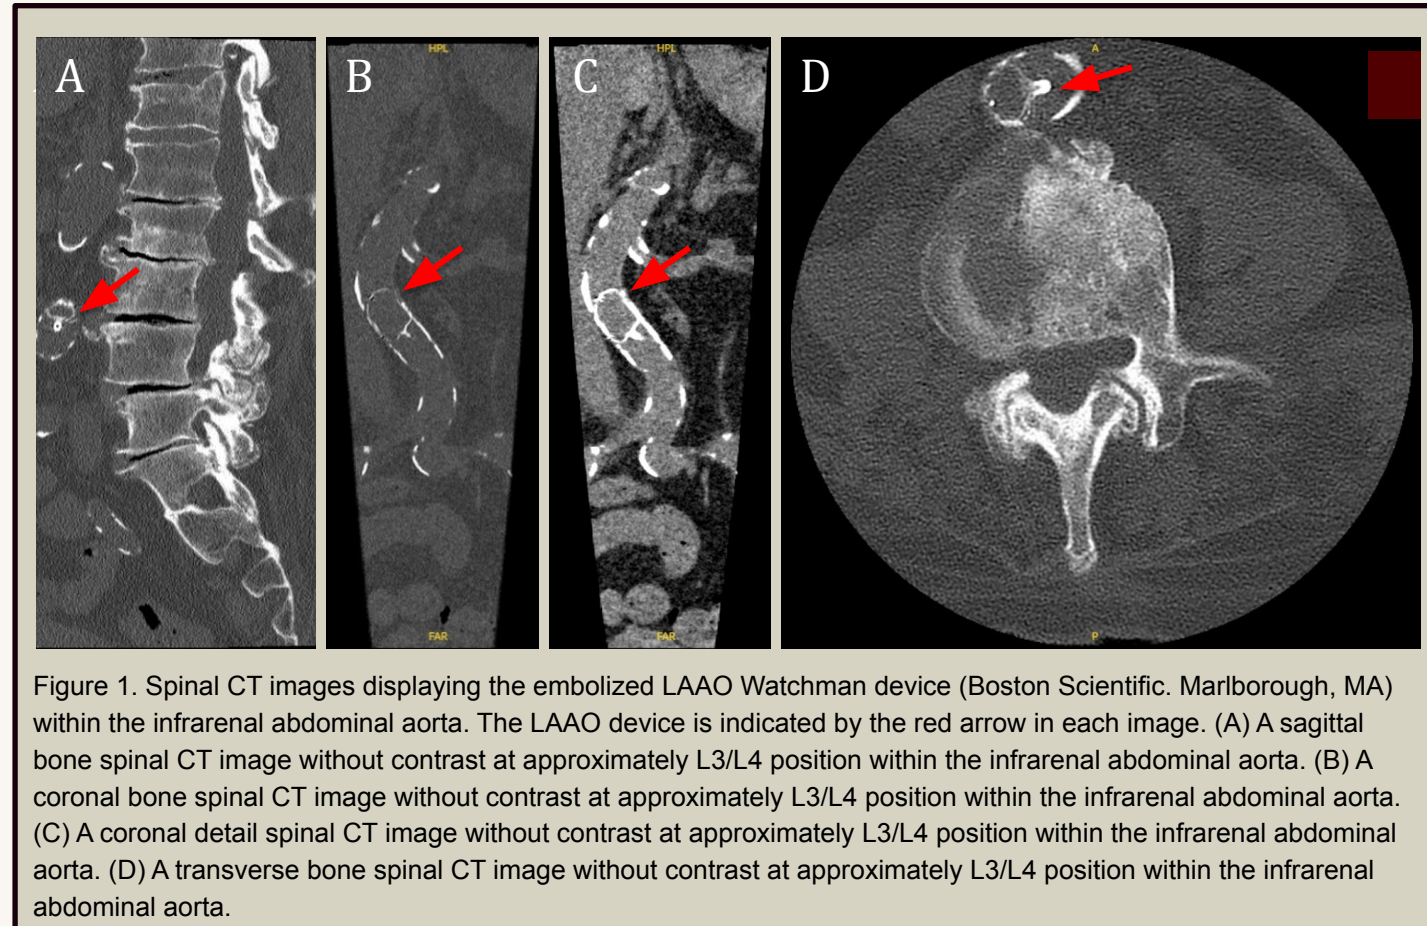 A
B
C
D
HPL
HPL
A
FAR
FAR
P
Figure 1. Spinal CT images displaying the embolized LAAO Watchman device (Boston Scientific. Marlborough, MA)
within the infrarenal abdominal aorta. The LAAO device is indicated by the red arrow in each image. (A) A sagittal
bone spinal CT image without contrast at approximately L3/L4 position within the infrarenal abdominal aorta. (B) A
coronal bone spinal CT image without contrast at approximately L3/L4 position within the infrarenal abdominal aorta.
(C) A coronal detail spinal CT image without contrast at approximately L3/L4 position within the infrarenal abdominal
aorta. (D) A transverse bone spinal CT image without contrast at approximately L3/L4 position within the infrarenal
abdominal aorta.